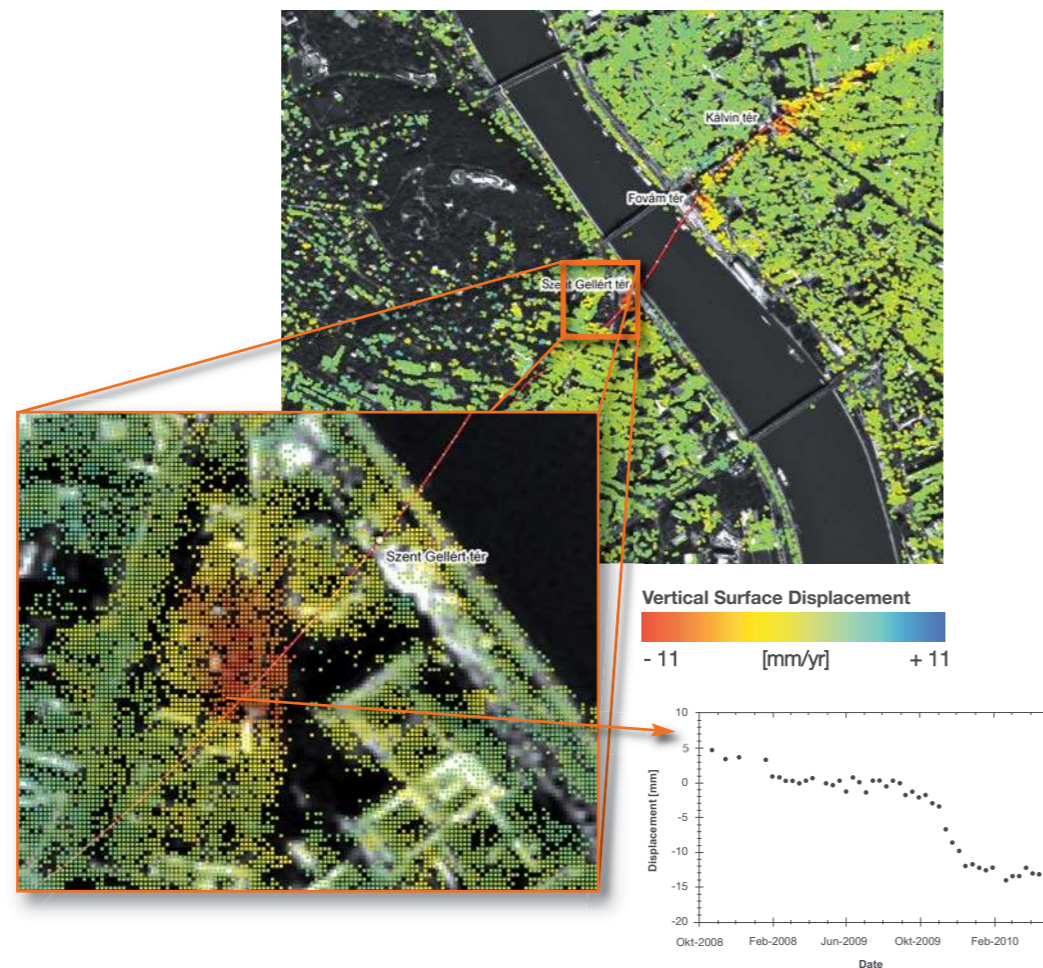 Kálvin tér
Fovám tér
Szent Gellért tér
Szent Gellért tér
Vertical Surface Displacement
- 11 [mm/yr] + 11
10
5
0
-5
-10
-15
-20
Displacement [mm]
Okt-2008 Feb-2008 Jun-2009 Okt-2009 Feb-2010
Date